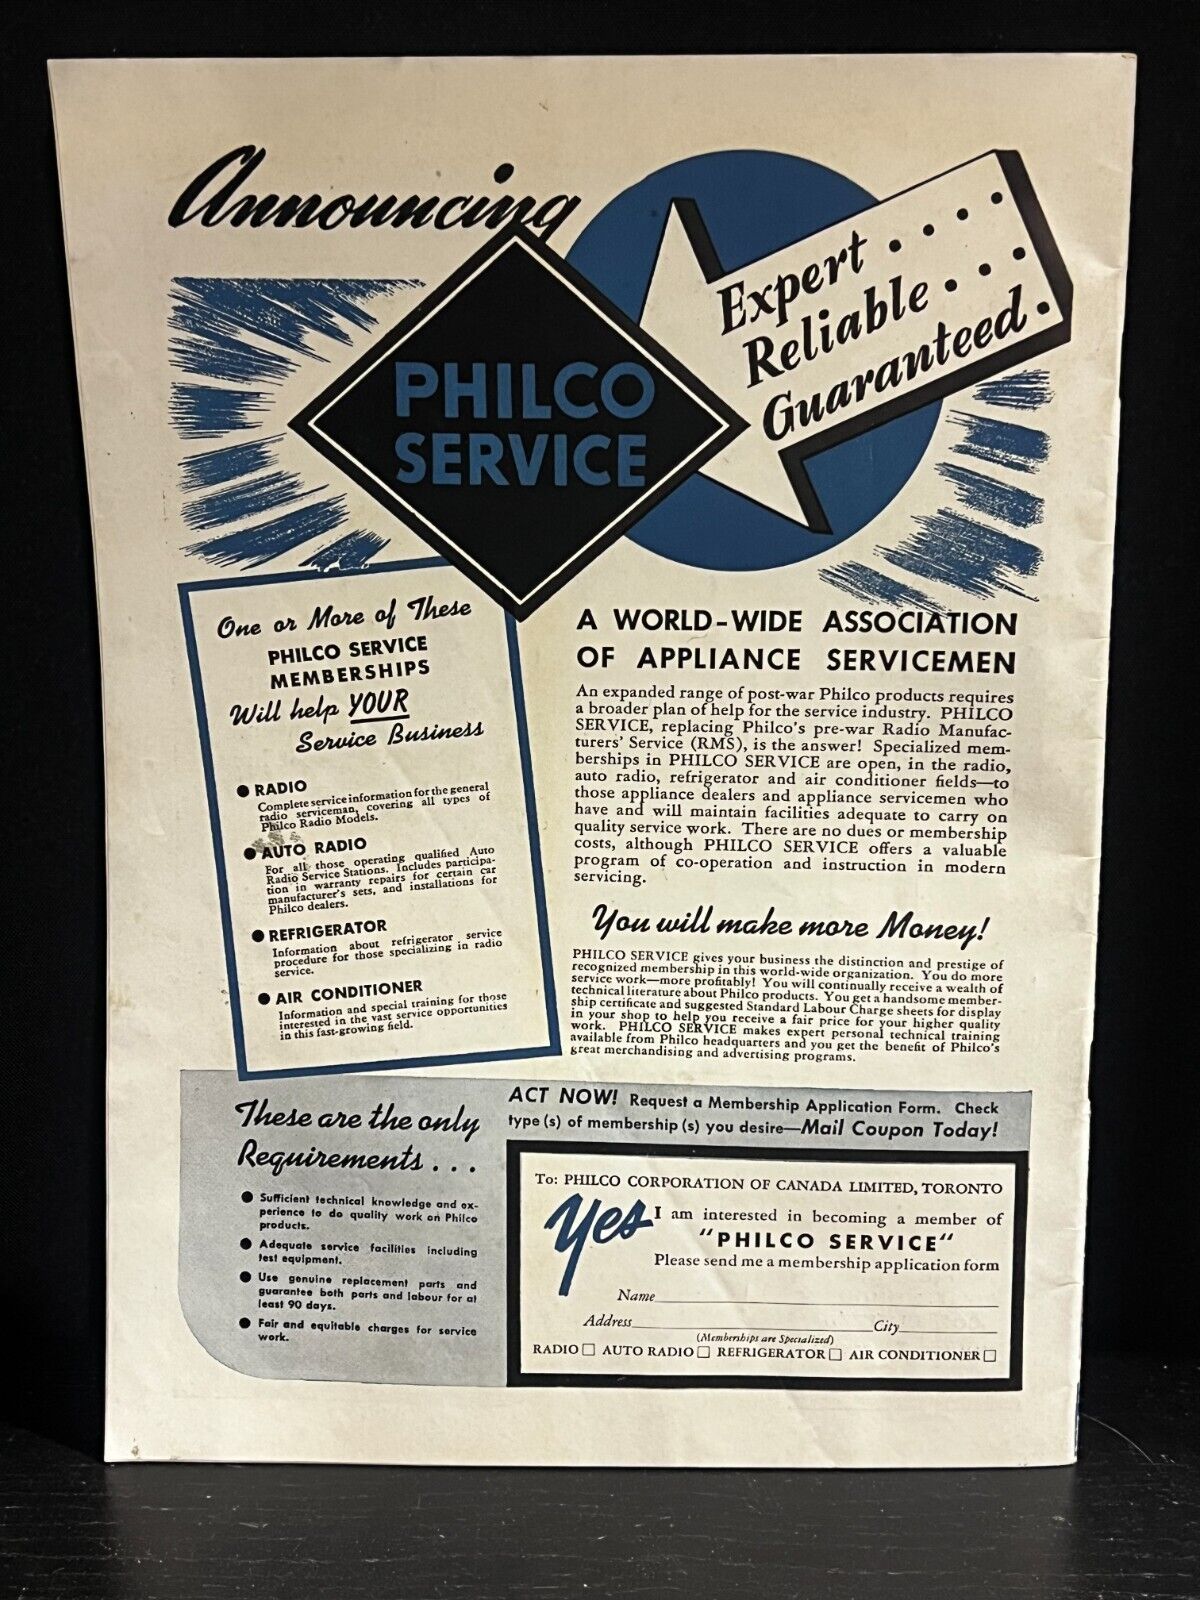 Announcing
PHILCO
SERVICE
Expert . . . .
Reliable . . .
Guaranteed .
One or More of These
PHILCO SERVICE
MEMBERSHIPS
Will help YOUR
Service Business
● RADIO
Complete service information for the general
radio serviceman, covering all types of
Philco Radio Models.
● AUTO RADIO
For all those operating qualified Auto
Radio Service Stations. Includes participa-
tion in warranty repairs for certain car
manufacturer's sets, and installations for
Philco dealers.
● REFRIGERATOR
Information about refrigerator service
procedure for those specializing in radio
service.
● AIR CONDITIONER
Information and special training for those
interested in the vast service opportunities
in this fast-growing field.
A WORLD-WIDE ASSOCIATION
OF APPLIANCE SERVICEMEN
An expanded range of post-war Philco products requires
a broader plan of help for the service industry. PHILCO
SERVICE, replacing Philco's pre-war Radio Manufac-
turers' Service (RMS), is the answer! Specialized mem-
berships in PHILCO SERVICE are open, in the radio,
auto radio, refrigerator and air conditioner fields—to
those appliance dealers and appliance servicemen who
have and will maintain facilities adequate to carry on
quality service work. There are no dues or membership
costs, although PHILCO SERVICE offers a valuable
program of co-operation and instruction in modern
servicing.
You will make more Money!
PHILCO SERVICE gives your business the distinction and prestige of
recognized membership in this world-wide organization. You do more
service work—more profitably! You will continually receive a wealth of
technical literature about Philco products. You get a handsome member-
ship certificate and suggested Standard Labour Charge sheets for display
in your shop to help you receive a fair price for your higher quality
work. PHILCO SERVICE makes expert personal technical training
available from Philco headquarters and you get the benefit of Philco's
great merchandising and advertising programs.
These are the only
Requirements . . .
● Sufficient technical knowledge and ex-
perience to do quality work on Philco
products.
● Adequate service facilities including
test equipment.
● Use genuine replacement parts and
guarantee both parts and labour for at
least 90 days.
● Fair and equitable charges for service
work.
ACT NOW! Request a Membership Application Form. Check
type(s) of membership(s) you desire—Mail Coupon Today!
To: PHILCO CORPORATION OF CANADA LIMITED, TORONTO
Yes I am interested in becoming a member of
"PHILCO SERVICE"
Please send me a membership application form
Name
Address City
(Memberships are Specialized)
RADIO □ AUTO RADIO □ REFRIGERATOR □ AIR CONDITIONER □